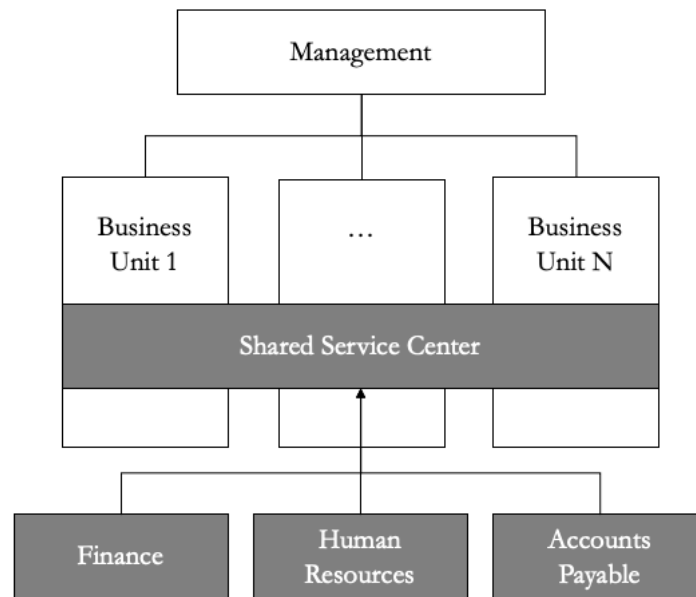 Management
Business
Unit 1
...
Business
Unit N
Shared Service Center
Finance
Human
Resources
Accounts
Payable